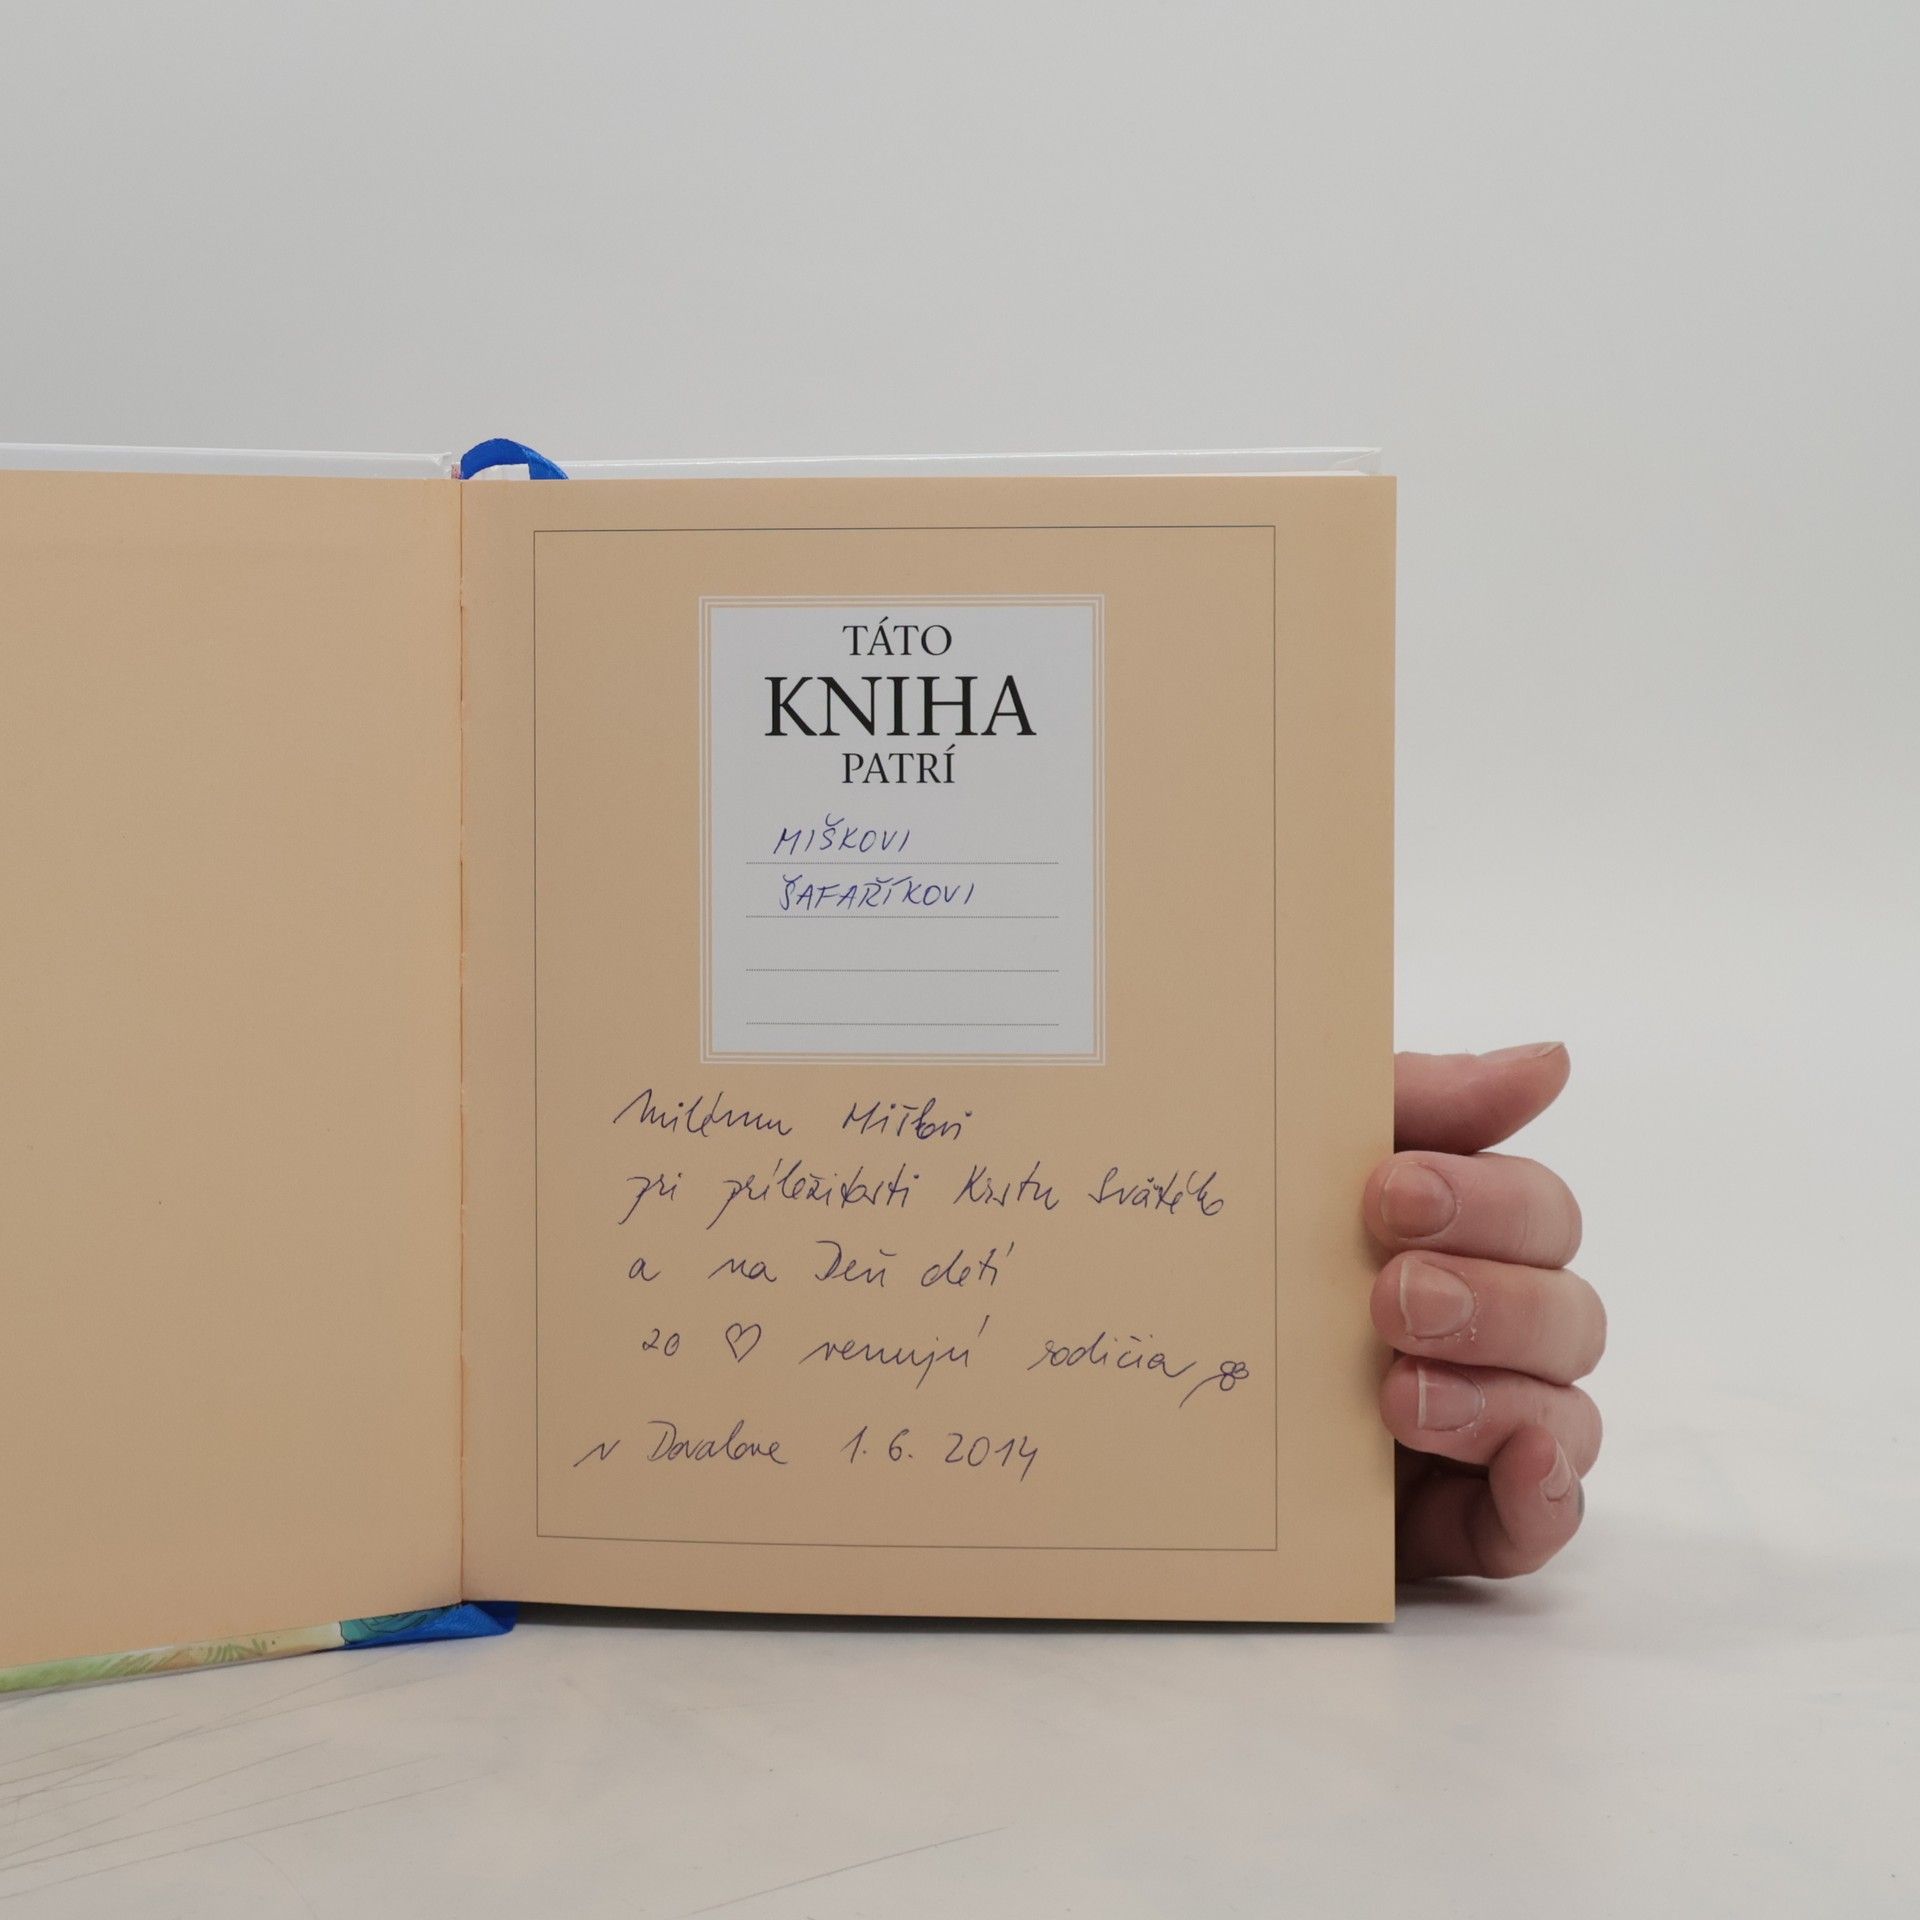 TÁTO
KNIHA
PATRÍ
MIŠKOVI
ŠAFAŘÍKOVI
Milému Miškovi
pri príležitosti Krstu Svätého
a na Deň detí
zo ♡ venujú rodičia
v Dovalove 1.6.2014